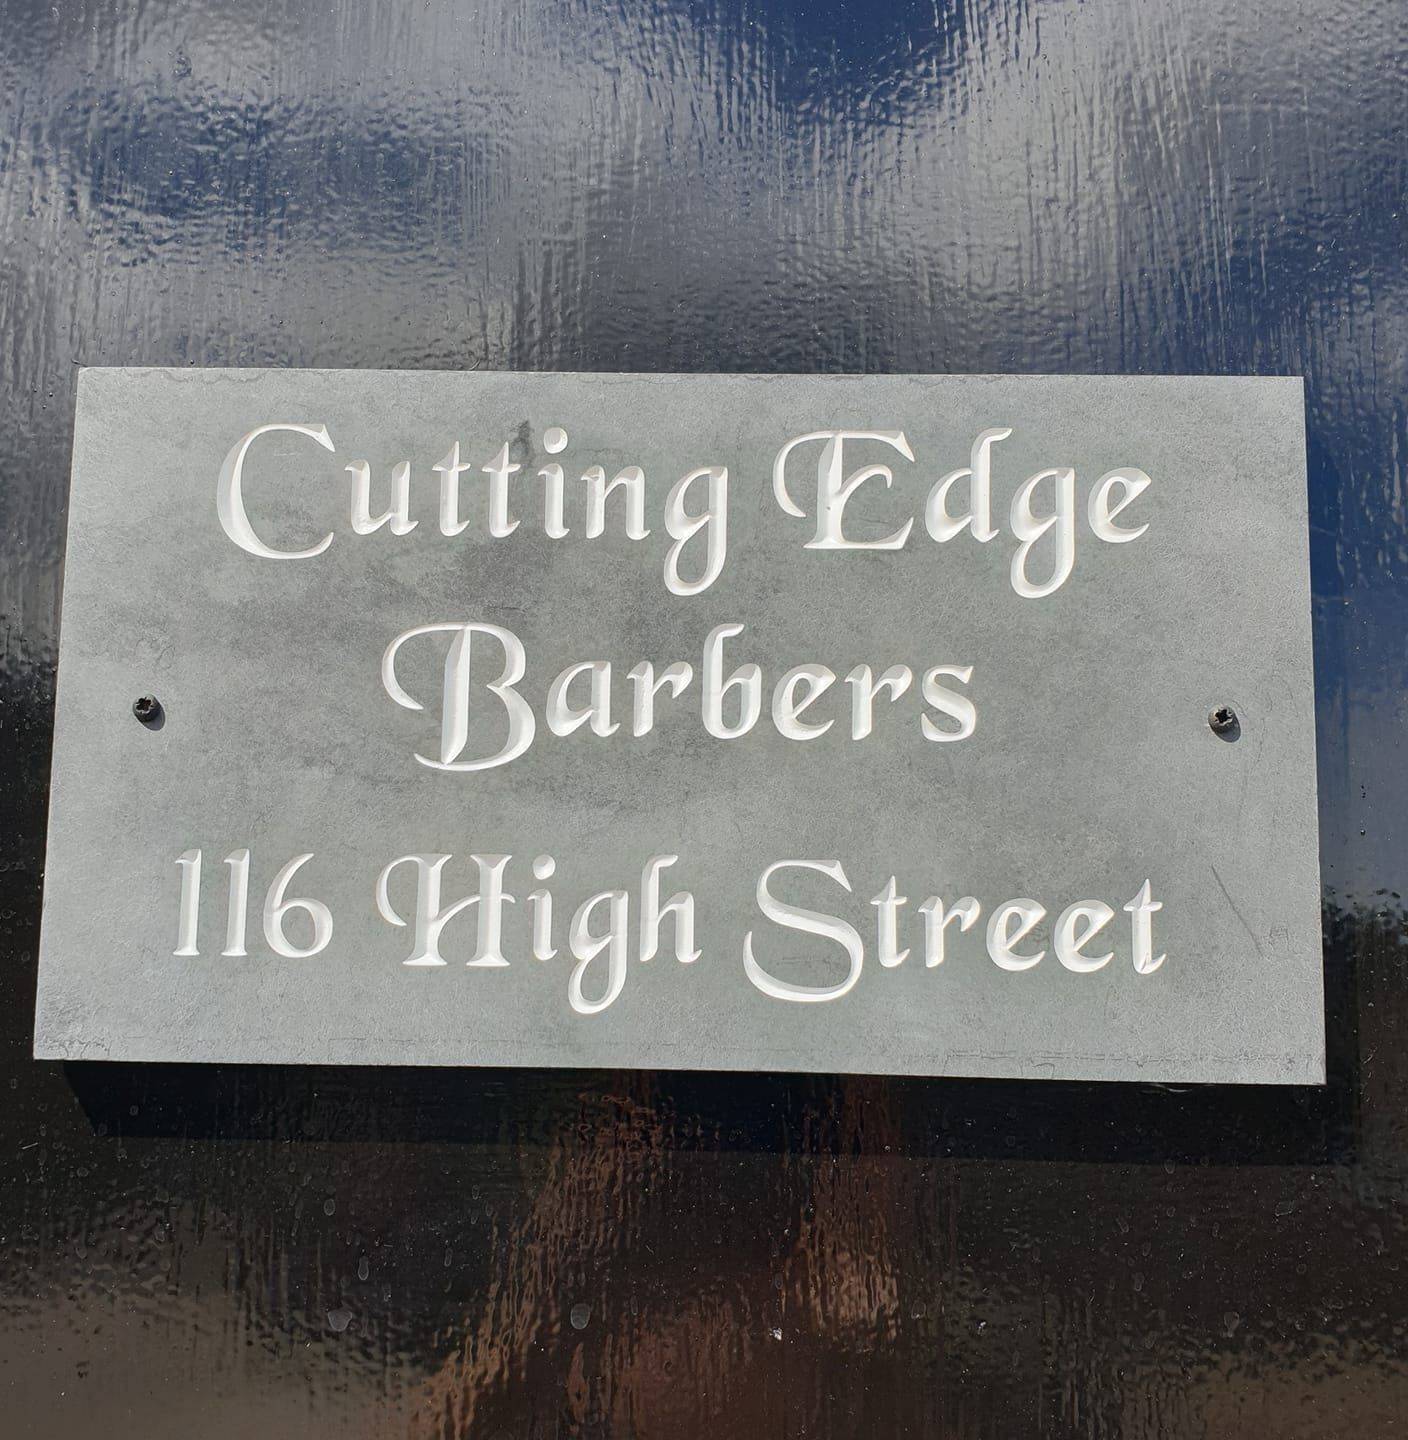 Cutting Edge
Barbers
116 High Street